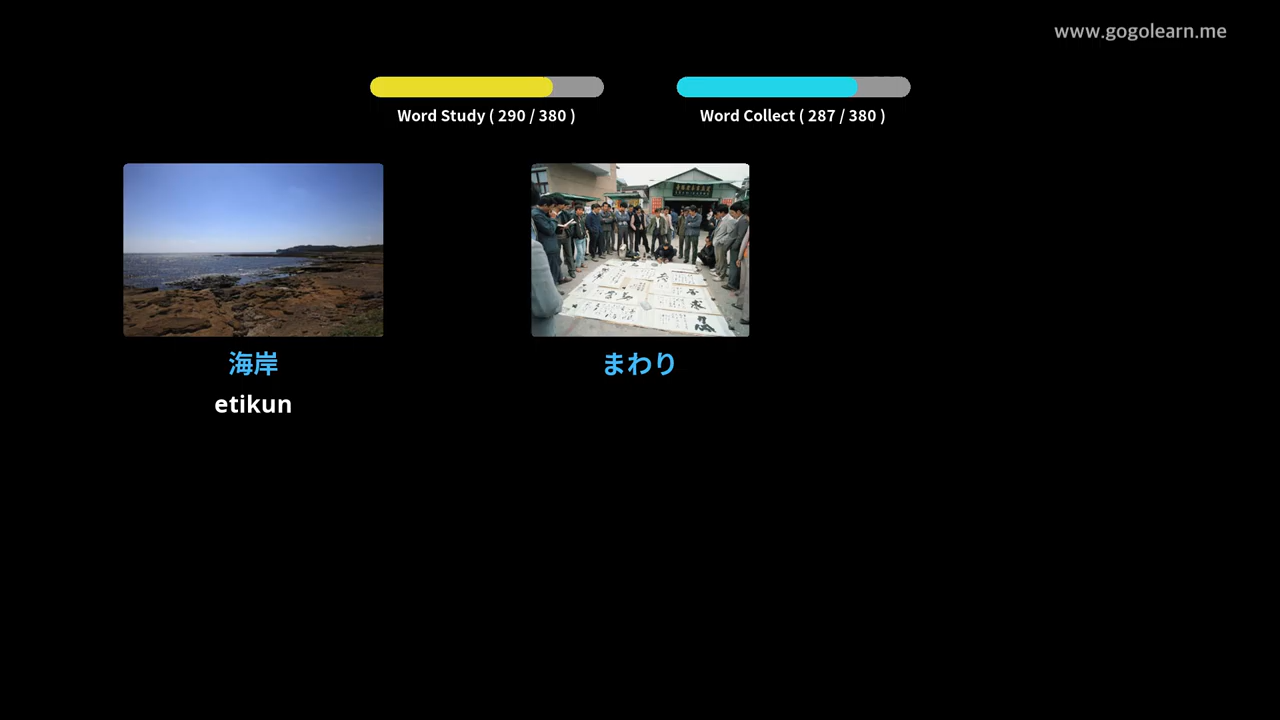 www.gogolearn.me
Word Study ( 290 / 380 )
Word Collect ( 287 / 380 )
海岸
まわり
etikun